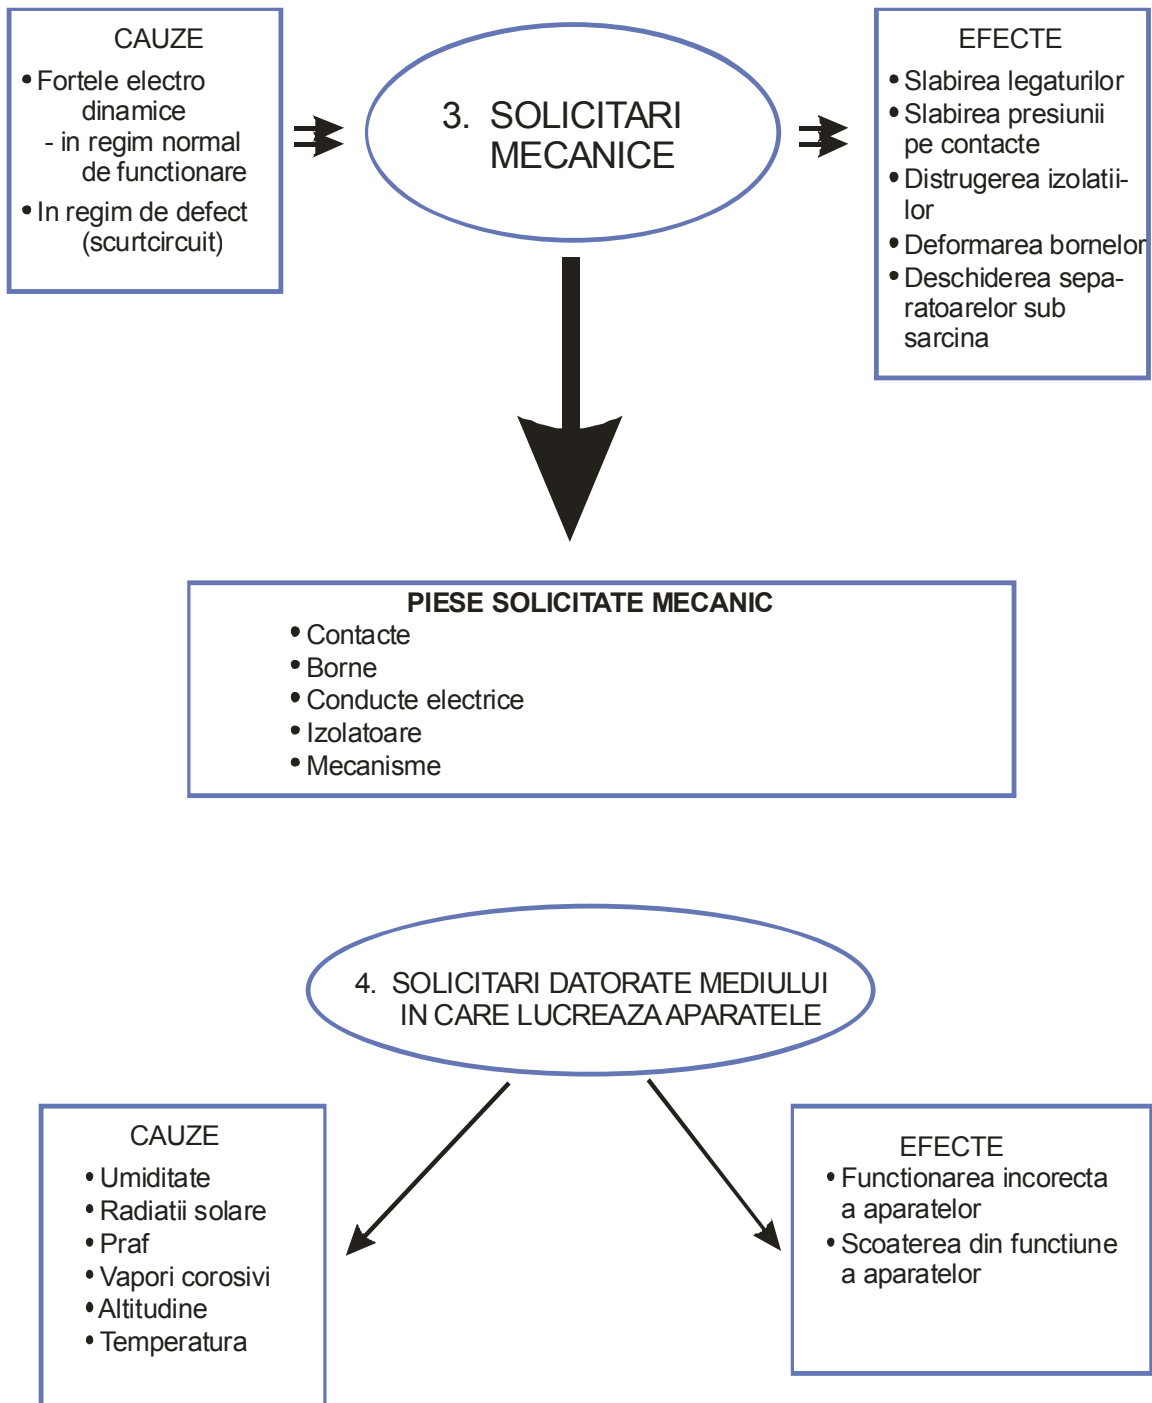 CAUZE
• Fortele electro
dinamice
- in regim normal
de functionare
• In regim de defect
(scurtcircuit)
3. SOLICITARI
MECANICE
EFECTE
• Slabirea legaturilor
• Slabirea presiunii
pe contacte
• Distrugerea izolatii-
lor
• Deformarea bornelor
• Deschiderea sepa-
ratoarelor sub
sarcina
PIESE SOLICITATE MECANIC
• Contacte
• Borne
• Conducte electrice
• Izolatoare
• Mecanisme
4. SOLICITARI DATORATE MEDIULUI
IN CARE LUCREAZA APARATELE
CAUZE
• Umiditate
• Radiatii solare
• Praf
• Vapori corosivi
• Altitudine
• Temperatura
EFECTE
• Functionarea incorecta
a aparatelor
• Scoaterea din functiune
a aparatelor